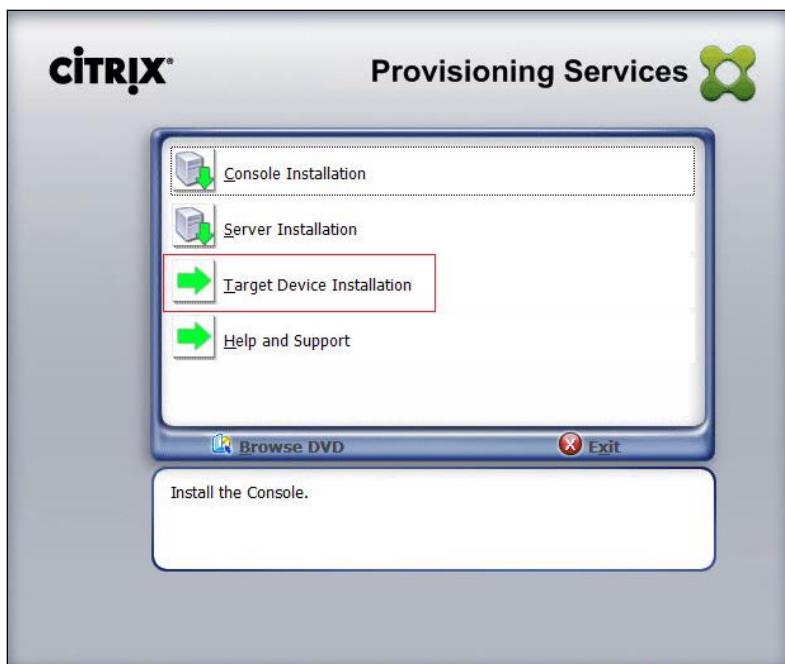 CITRIX®
Provisioning Services
Console Installation
Server Installation
Target Device Installation
Help and Support
Browse DVD
Exit
Install the Console.